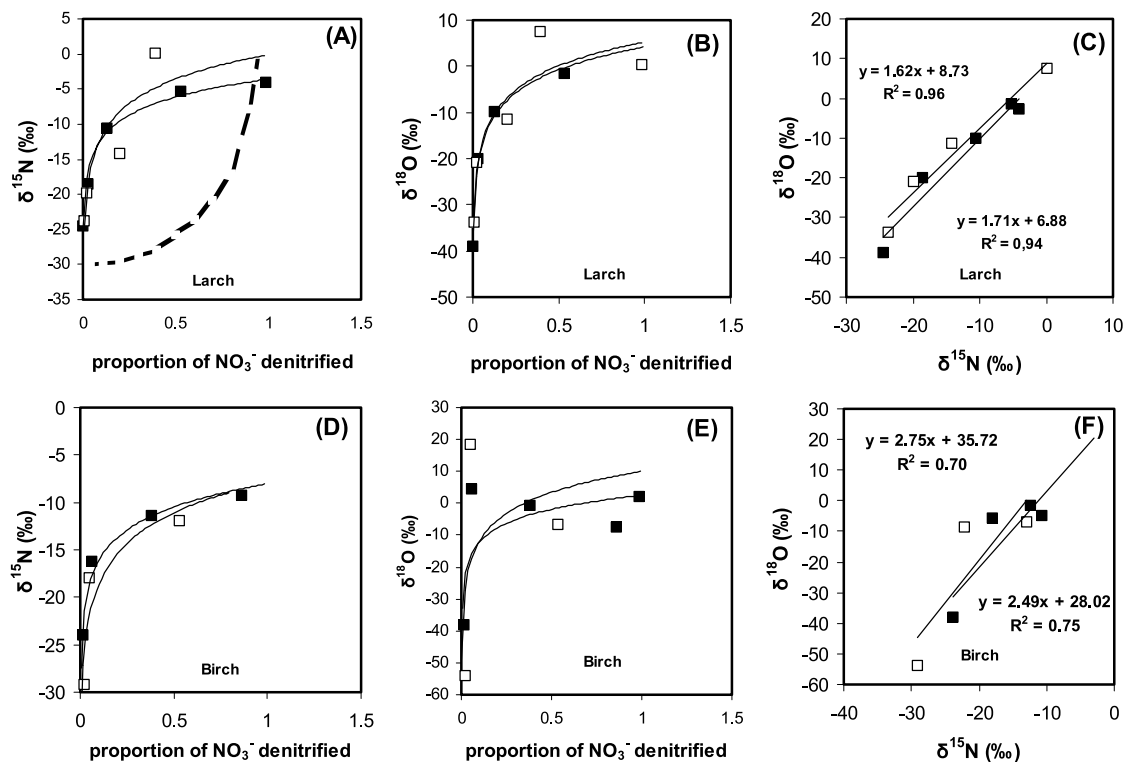 (A)
5
0
-5
-10
-15
-20
-25
-30
-35
δ¹⁵N (‰)
Larch
0 0.5 1 1.5
proportion of NO₃⁻ denitrified
(B)
20
10
0
-10
-20
-30
-40
-50
δ¹⁸O (‰)
Larch
0 0.5 1 1.5
proportion of NO₃⁻ denitrified
(C)
20
10
0
-10
-20
-30
-40
-50
δ¹⁸O (‰)
y = 1.62x + 8.73
R² = 0.96
y = 1.71x + 6.88
R² = 0,94
Larch
-30 -20 -10 0 10
δ¹⁵N (‰)
(D)
0
-5
-10
-15
-20
-25
-30
δ¹⁵N (‰)
Birch
0 0.5 1 1.5
proportion of NO₃⁻ denitrified
(E)
30
20
10
0
-10
-20
-30
-40
-50
-60
δ¹⁸O (‰)
Birch
0 0.5 1 1.5
proportion of NO₃⁻ denitrified
(F)
30
20
10
0
-10
-20
-30
-40
-50
-60
δ¹⁸O (‰)
y = 2.75x + 35.72
R² = 0.70
y = 2.49x + 28.02
R² = 0.75
Birch
-40 -30 -20 -10 0
δ¹⁵N (‰)